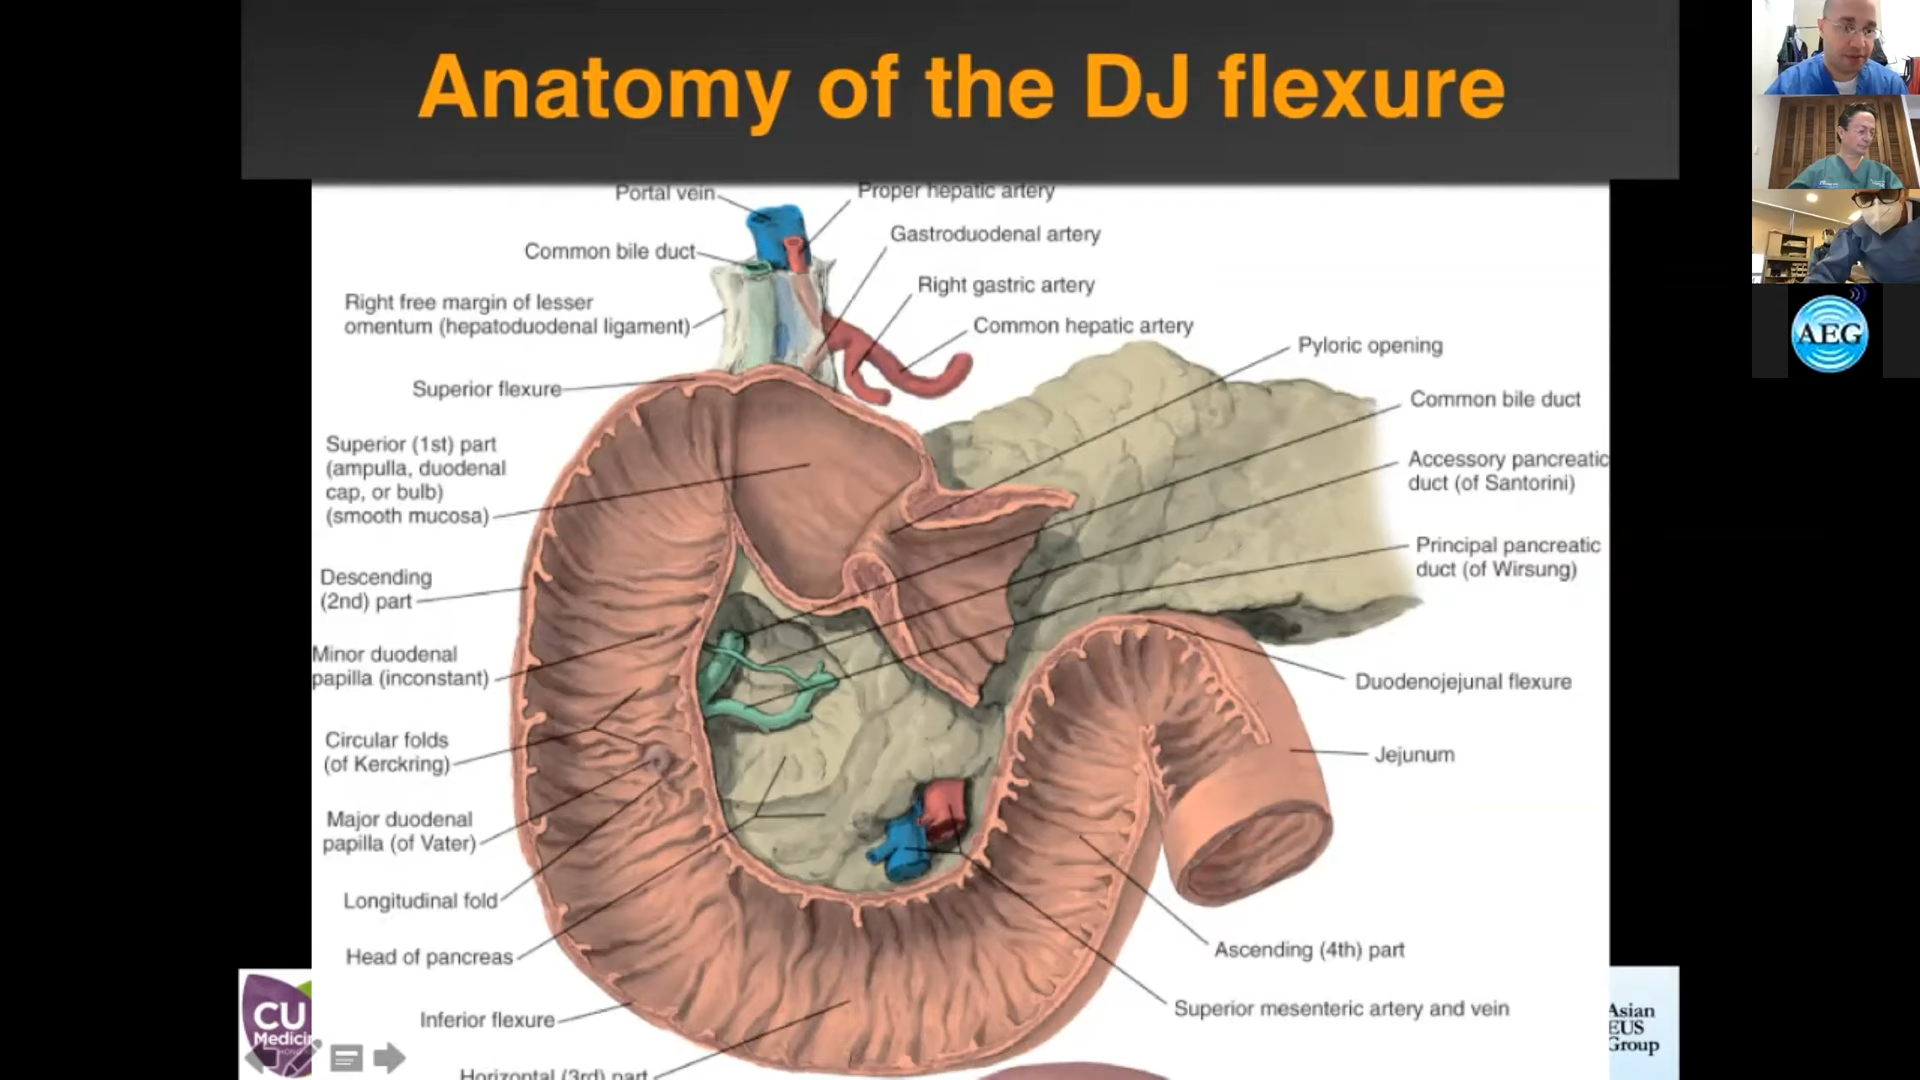 Anatomy of the DJ flexure
Portal vein
Proper hepatic artery
Gastroduodenal artery
Common bile duct
Right gastric artery
Right free margin of lesser
omentum (hepatoduodenal ligament)
Common hepatic artery
Pyloric opening
Superior flexure
Common bile duct
Superior (1st) part
(ampulla, duodenal
cap, or bulb)
(smooth mucosa)
Accessory pancreatic
duct (of Santorini)
Principal pancreatic
duct (of Wirsung)
Descending
(2nd) part
Minor duodenal
papilla (inconstant)
Duodenojejunal flexure
Circular folds
(of Kerckring)
Jejunum
Major duodenal
papilla (of Vater)
Longitudinal fold
Head of pancreas
Ascending (4th) part
Superior mesenteric artery and vein
Inferior flexure
Horizontal (3rd) part
CU
Medicin
Asian
EUS
Group
AEG